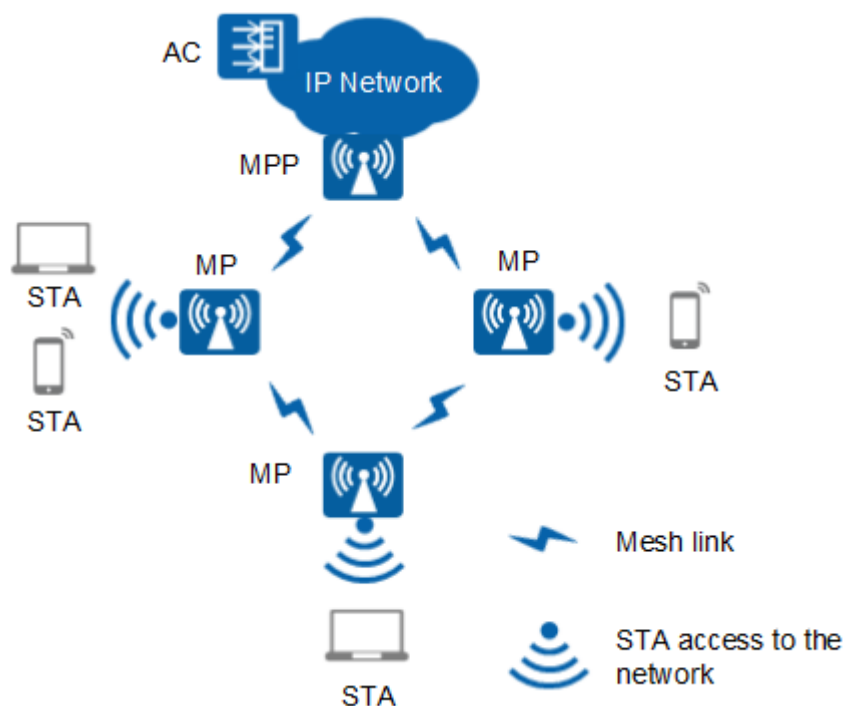 AC
IP Network
MPP
MP
MP
STA
STA
STA
MP
Mesh link
STA access to the
network
STA